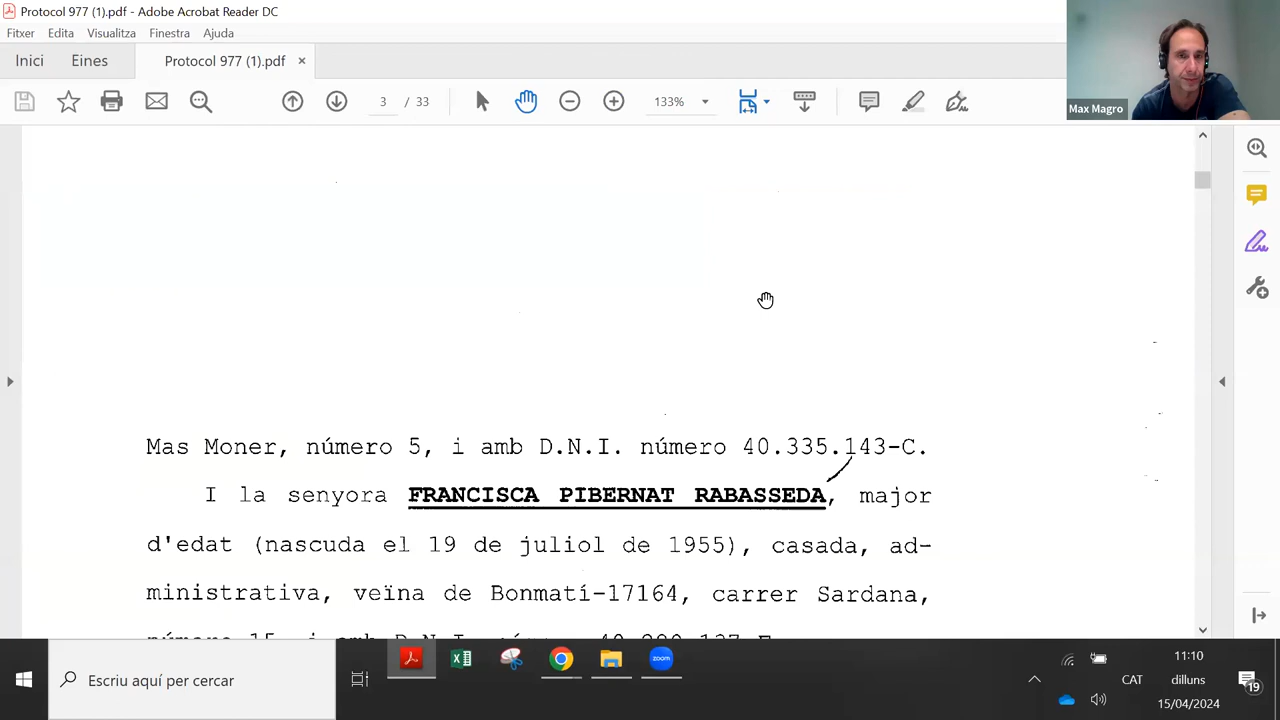 Protocol 977 (1).pdf - Adobe Acrobat Reader DC
Fitxer Edita Visualitza Finestra Ajuda
Inici Eines Protocol 977 (1).pdf ×
3 / 33 133%
Max Magro
Mas Moner, número 5, i amb D.N.I. número 40.335.143-C.
I la senyora FRANCISCA PIBERNAT RABASSEDA, major
d'edat (nascuda el 19 de juliol de 1955), casada, ad-
ministrativa, veïna de Bonmatí-17164, carrer Sardana,
Escriu aquí per cercar
zoom
CAT
11:10
dilluns
15/04/2024
19